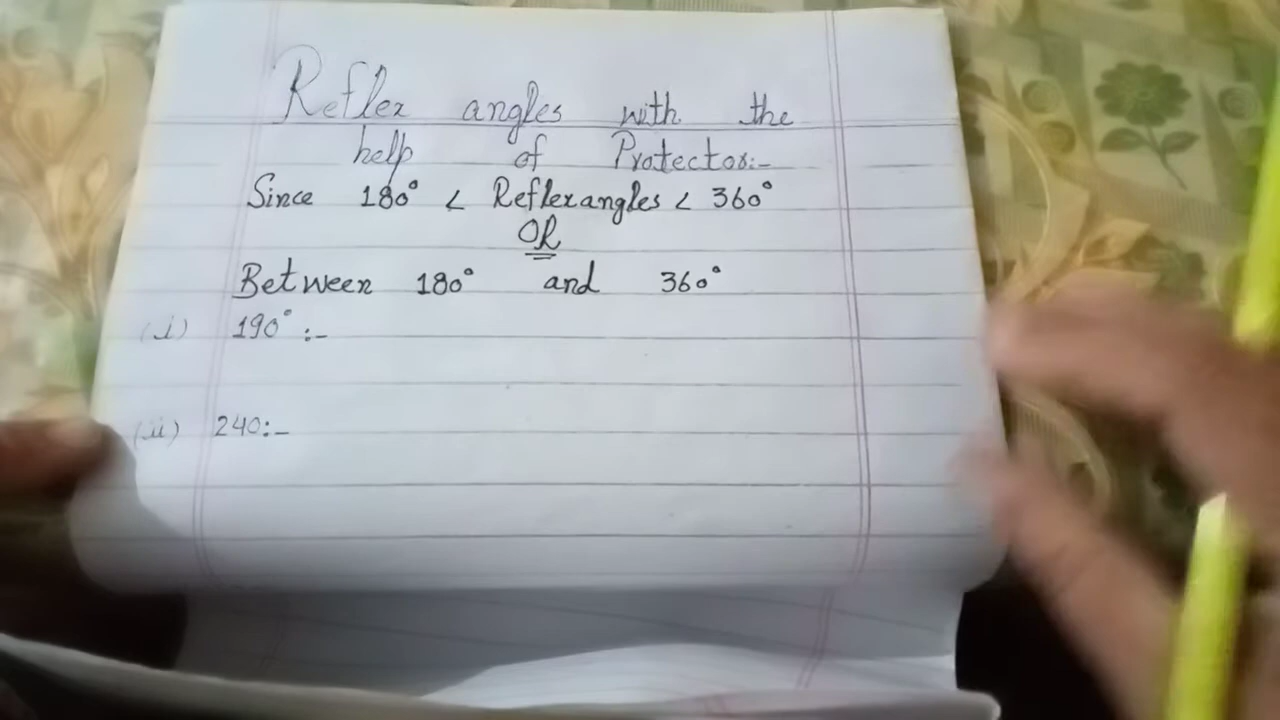 Reflex angles with the
help of Protector:-
Since 180° < Reflexangles < 360°
OR
Between 180° and 360°
(i) 190° :-
(ii) 240:-